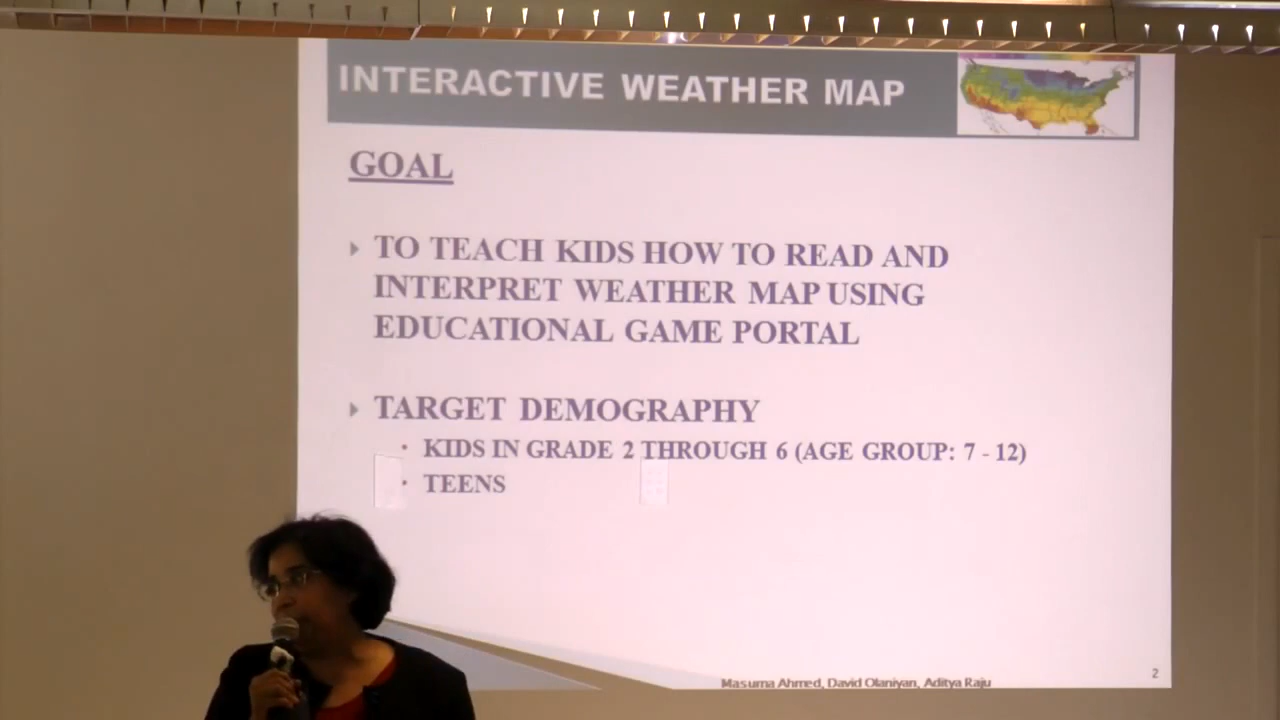 INTERACTIVE WEATHER MAP
GOAL
TO TEACH KIDS HOW TO READ AND
INTERPRET WEATHER MAP USING
EDUCATIONAL GAME PORTAL
TARGET DEMOGRAPHY
KIDS IN GRADE 2 THROUGH 6 (AGE GROUP: 7 - 12)
TEENS
Masuma Ahmed, David Olaniyan, Aditya Raju
2